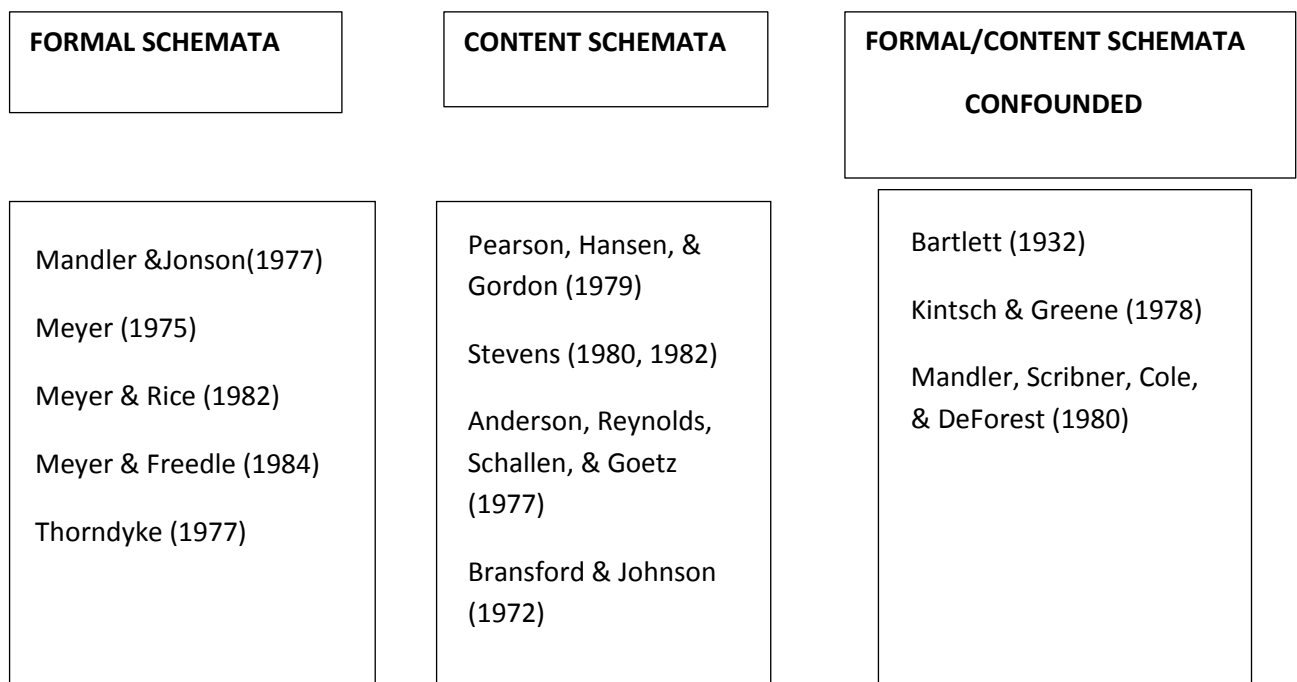 FORMAL SCHEMATA
CONTENT SCHEMATA
FORMAL/CONTENT SCHEMATA
CONFOUNDED
Mandler &Jonson(1977)
Meyer (1975)
Meyer & Rice (1982)
Meyer & Freedle (1984)
Thorndyke (1977)
Pearson, Hansen, &
Gordon (1979)
Stevens (1980, 1982)
Anderson, Reynolds,
Schallen, & Goetz
(1977)
Bransford & Johnson
(1972)
Bartlett (1932)
Kintsch & Greene (1978)
Mandler, Scribner, Cole,
& DeForest (1980)